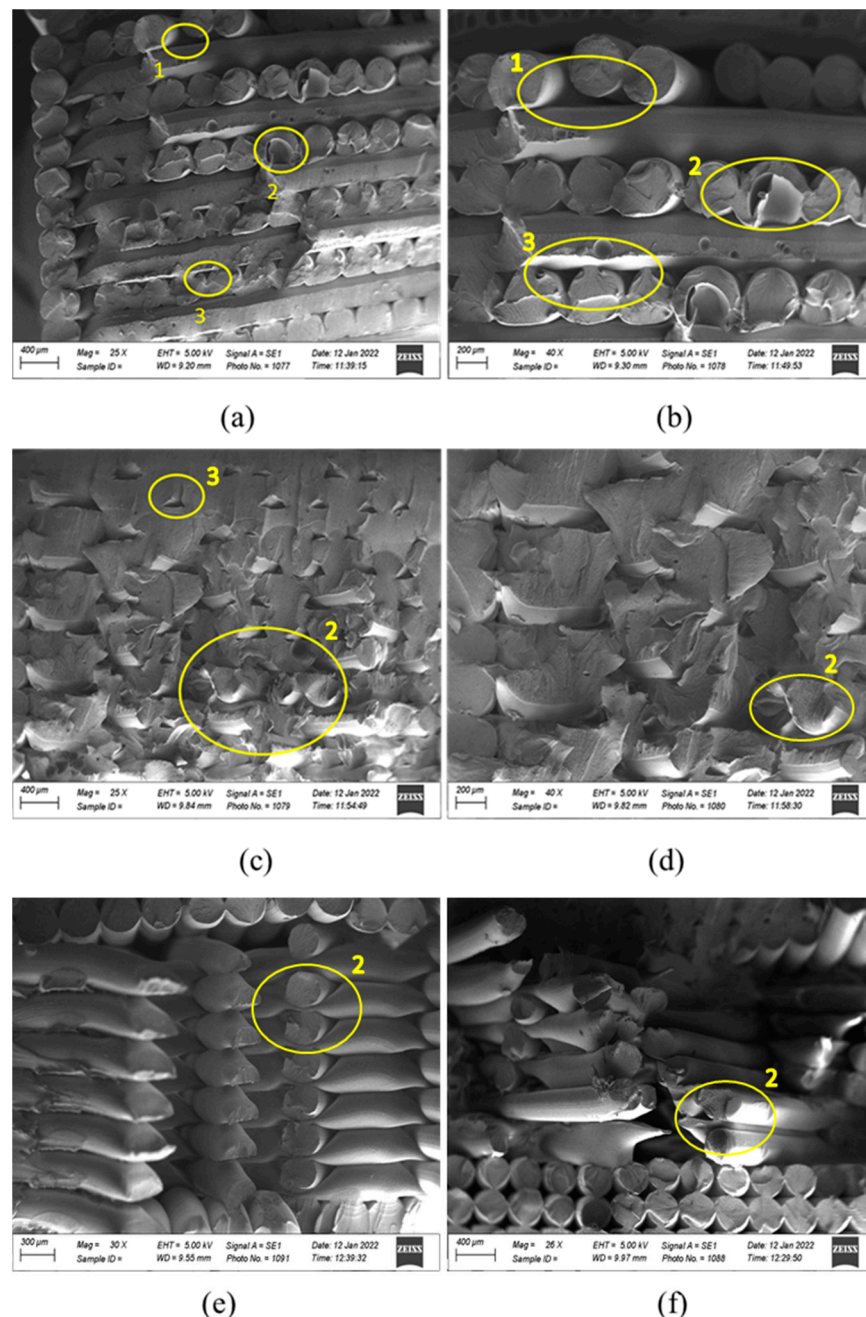 1
2
3
400 µm
Mag = 25 X
EHT = 5.00 kV
Signal A = SE1
Date: 12 Jan 2022
Sample ID =
WD = 9.20 mm
Photo No. = 1077
Time: 11:39:15
ZEISS
(a)
1
2
3
200 µm
Mag = 40 X
EHT = 5.00 kV
Signal A = SE1
Date: 12 Jan 2022
Sample ID =
WD = 9.30 mm
Photo No. = 1078
Time: 11:49:53
ZEISS
(b)
3
2
400 µm
Mag = 25 X
EHT = 5.00 kV
Signal A = SE1
Date: 12 Jan 2022
Sample ID =
WD = 9.84 mm
Photo No. = 1079
Time: 11:54:49
ZEISS
(c)
2
200 µm
Mag = 40 X
EHT = 5.00 kV
Signal A = SE1
Date: 12 Jan 2022
Sample ID =
WD = 9.82 mm
Photo No. = 1080
Time: 11:58:30
ZEISS
(d)
2
300 µm
Mag = 30 X
EHT = 5.00 kV
Signal A = SE1
Date: 12 Jan 2022
Sample ID =
WD = 9.55 mm
Photo No. = 1091
Time: 12:39:32
ZEISS
(e)
2
400 µm
Mag = 26 X
EHT = 5.00 kV
Signal A = SE1
Date: 12 Jan 2022
Sample ID =
WD = 9.97 mm
Photo No. = 1088
Time: 12:29:50
ZEISS
(f)